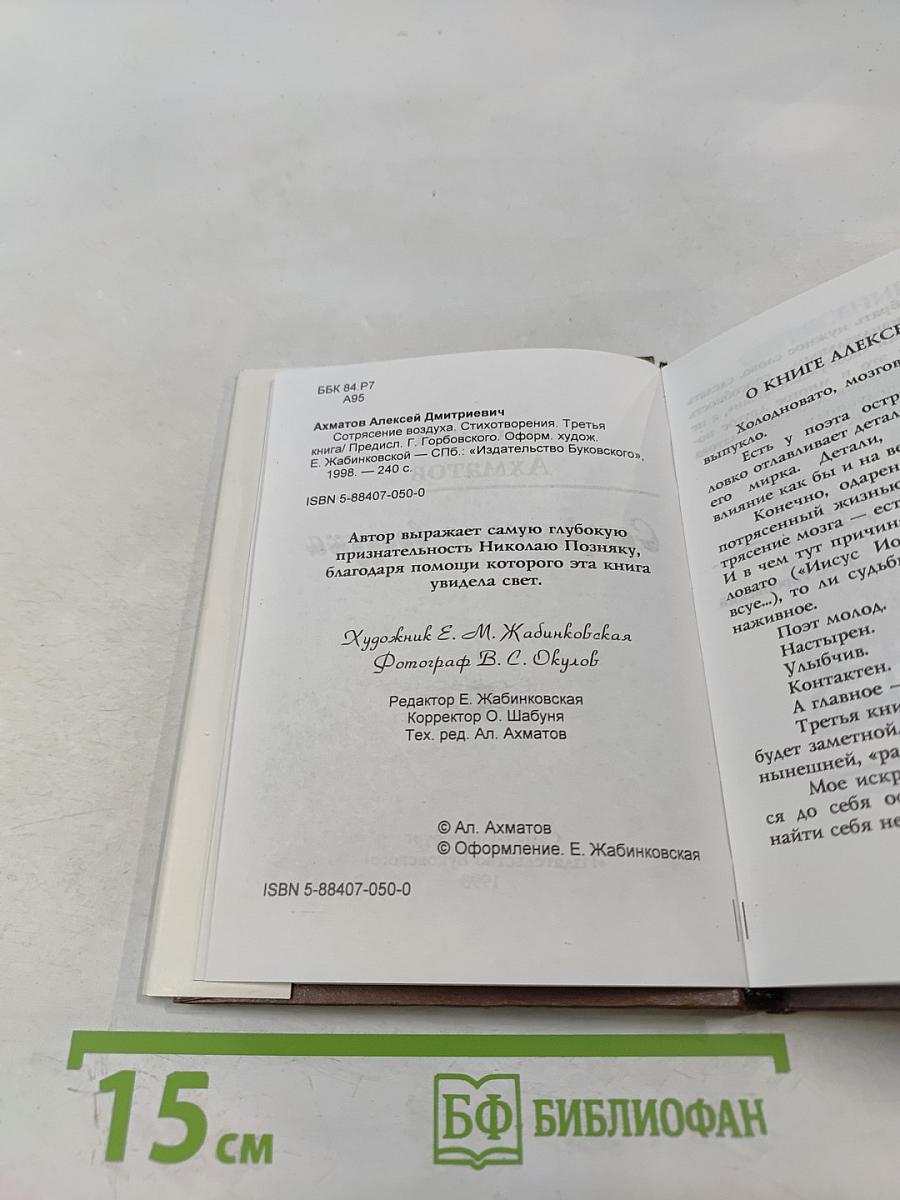 ББК 84.Р7
А95
Ахматов Алексей Дмитриевич
Сотрясение воздуха. Стихотворения. Третья
книга/ Предисл. Г. Горбовского. Оформ. худож.
Е. Жабинковской — СПб.: «Издательство Буковского»,
1998. — 240 с.
ISBN 5-88407-050-0
Автор выражает самую глубокую
признательность Николаю Позняку,
благодаря помощи которого эта книга
увидела свет.
Художник Е. М. Жабинковская
Фотограф В. С. Окулов
Редактор Е. Жабинковская
Корректор О. Шабуня
Тех. ред. Ал. Ахматов
© Ал. Ахматов
© Оформление. Е. Жабинковская
ISBN 5-88407-050-0
О КНИГЕ АЛЕКСЕ
Холодновато, мозгов
выпукло.
Есть у поэта остр
ловко отлавливает детал
его мирка. Детали,
влияние как бы и на ве
Конечно, одарен
потрясенный жизнью
трясение мозга — ест
И в чем тут причин
ловато («Иисус Ио
всуе...), то ли судьб
наживное.
Поэт молод.
Настырен.
Улыбчив.
Контактен.
А главное —
Третья кни
будет заметной
нынешней, «ра
Мое искр
ся до себя ос
найти себя не
15 см
БФ БИБЛИОФАН